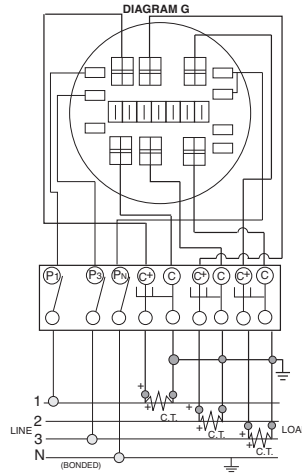 DIAGRAM G
P1 P3 PN C+ C C+ C C+ C
+
1
+ C.T. +
2
LINE + C.T. + LOA
3
+ C.T.
N
(BONDED)